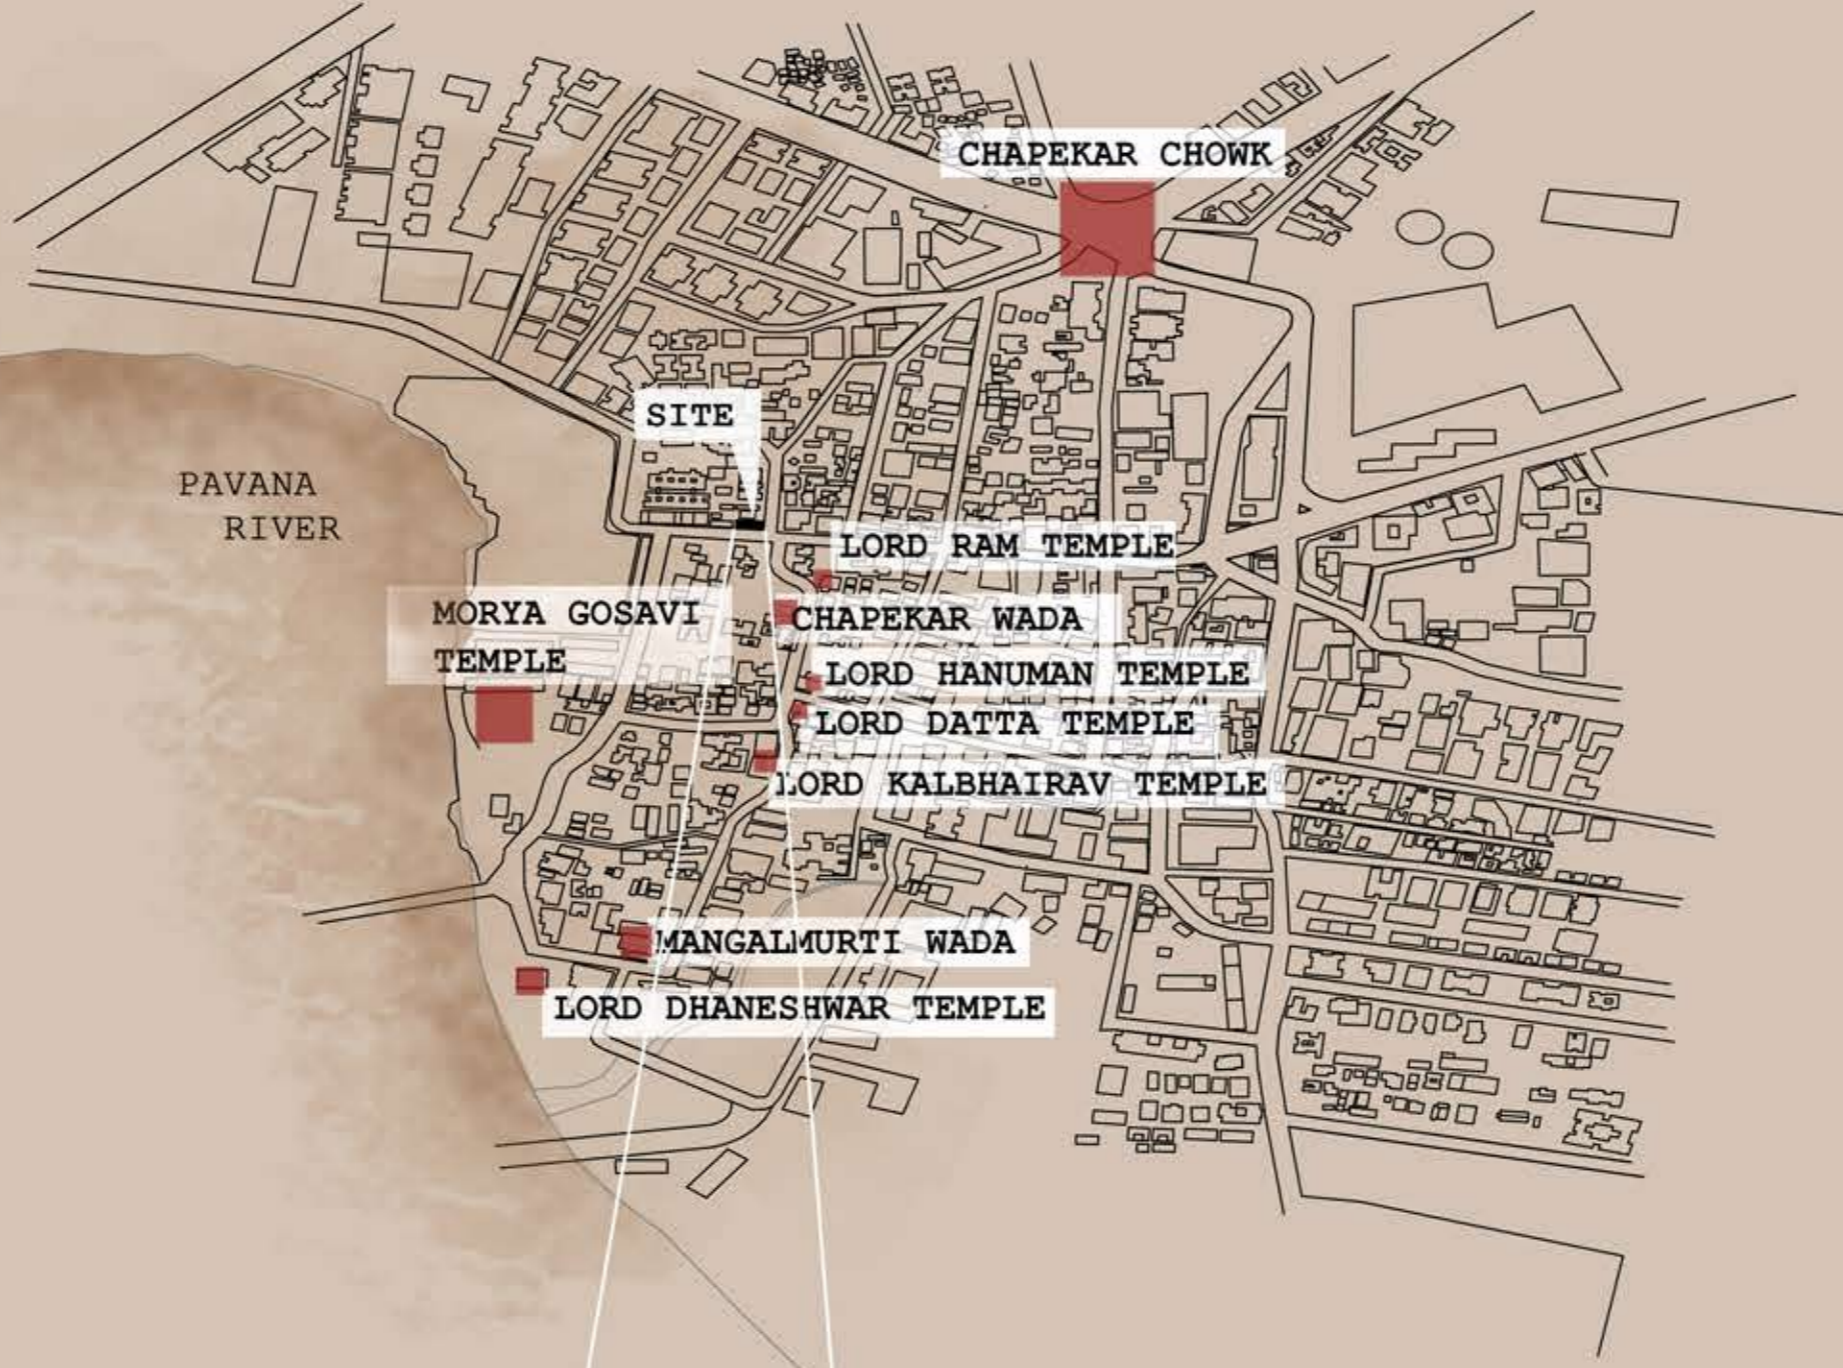 CHAPEKAR CHOWK
SITE
PAVANA
RIVER
LORD RAM TEMPLE
MORYA GOSAVI
TEMPLE
CHAPEKAR WADA
LORD HANUMAN TEMPLE
LORD DATTA TEMPLE
LORD KALBHAIRAV TEMPLE
MANGALMURTI WADA
LORD DHANESHWAR TEMPLE